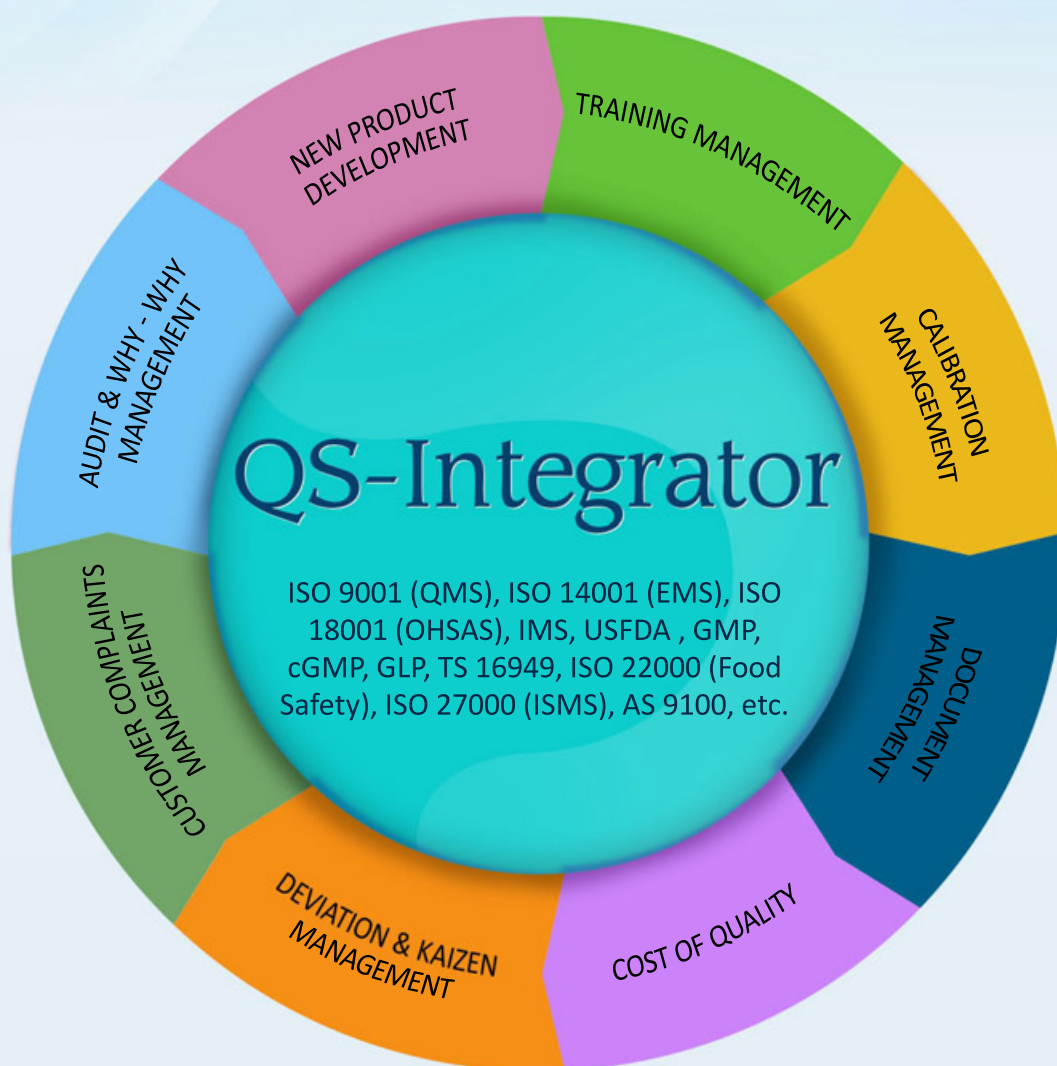 NEW PRODUCT
DEVELOPMENT
TRAINING MANAGEMENT
CALIBRATION
MANAGEMENT
DOCUMENT
MANAGEMENT
COST OF QUALITY
DEVIATION & KAIZEN
MANAGEMENT
CUSTOMER COMPLAINTS
MANAGEMENT
AUDIT & WHY - WHY
MANAGEMENT
QS-Integrator
ISO 9001 (QMS), ISO 14001 (EMS), ISO
18001 (OHSAS), IMS, USFDA , GMP,
cGMP, GLP, TS 16949, ISO 22000 (Food
Safety), ISO 27000 (ISMS), AS 9100, etc.